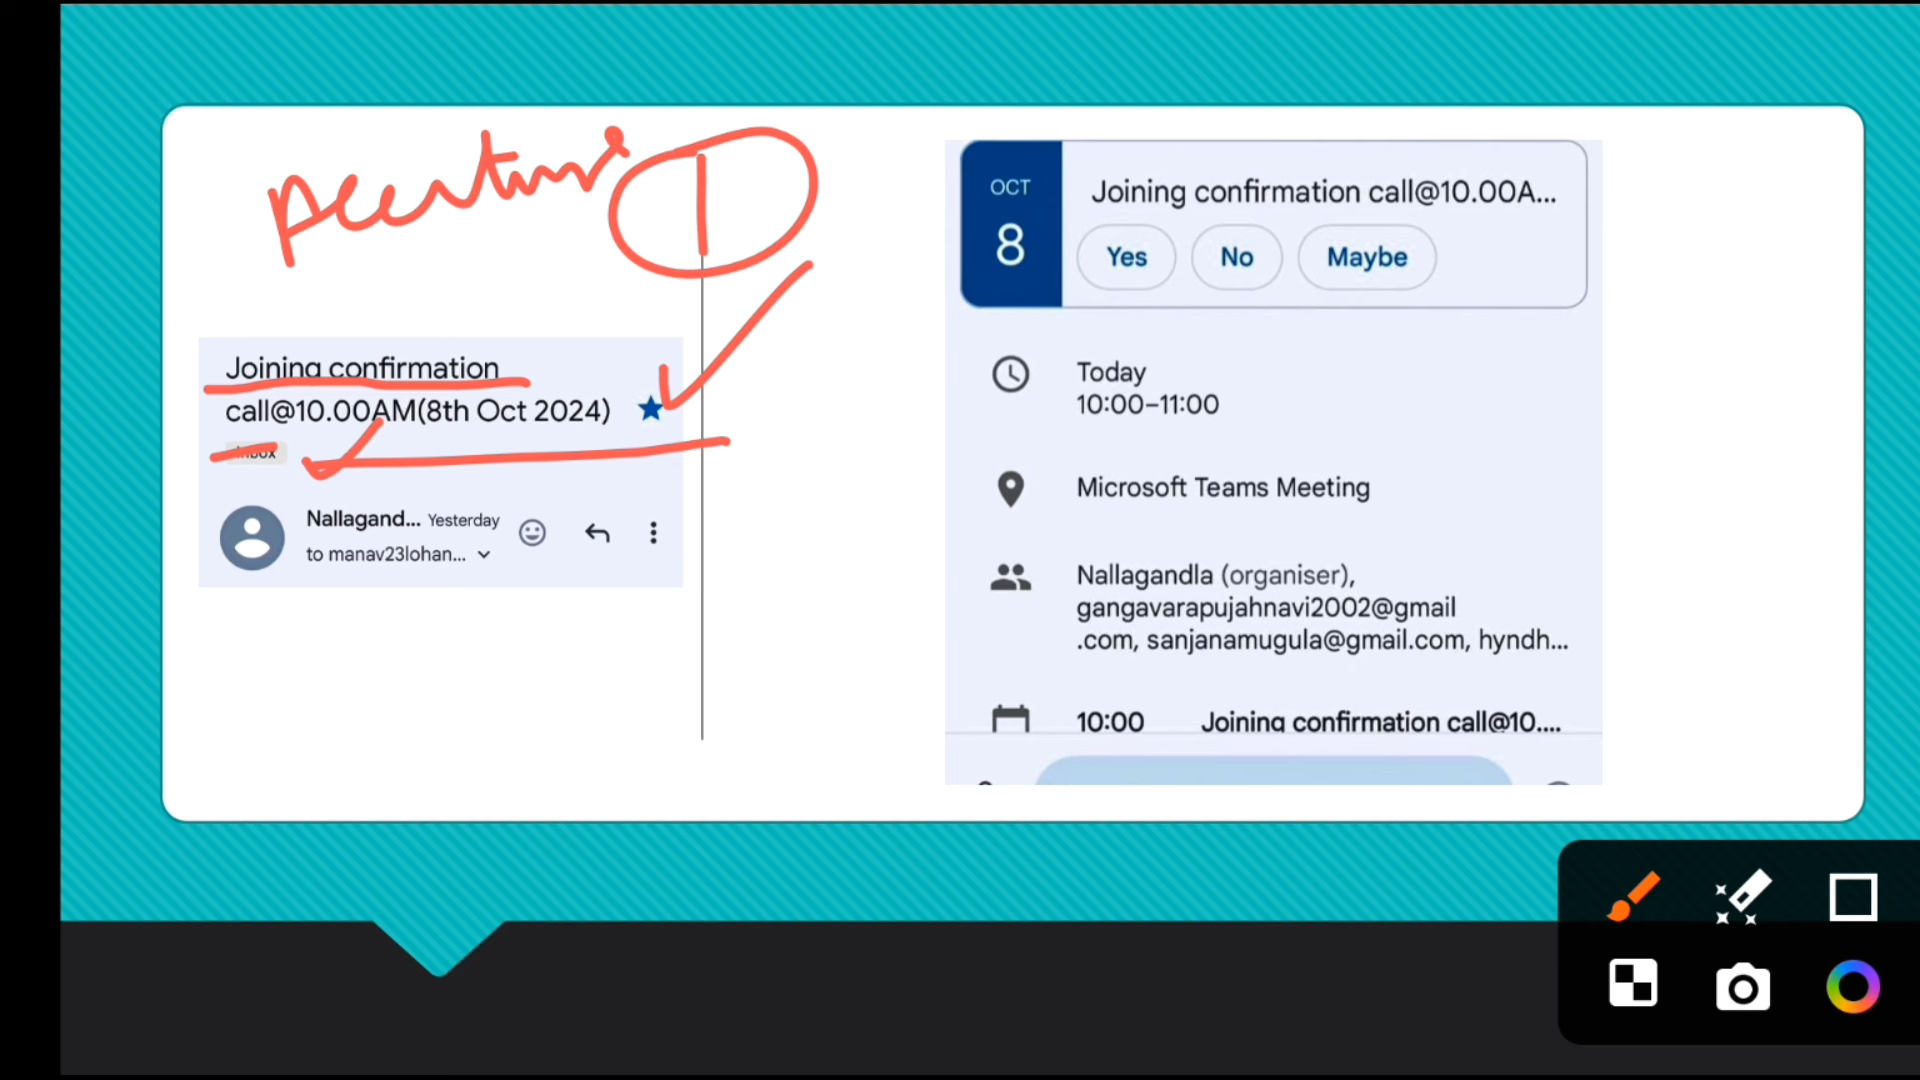 Joining confirmation
call@10.00AM(8th Oct 2024)
Inbox
Nallagand... Yesterday
to manav23lohan...
OCT
8
Joining confirmation call@10.00A...
Yes
No
Maybe
Today
10:00–11:00
Microsoft Teams Meeting
Nallagandla (organiser),
gangavarapujahnavi2002@gmail
.com, sanjanamugula@gmail.com, hyndh...
10:00 Joining confirmation call@10....